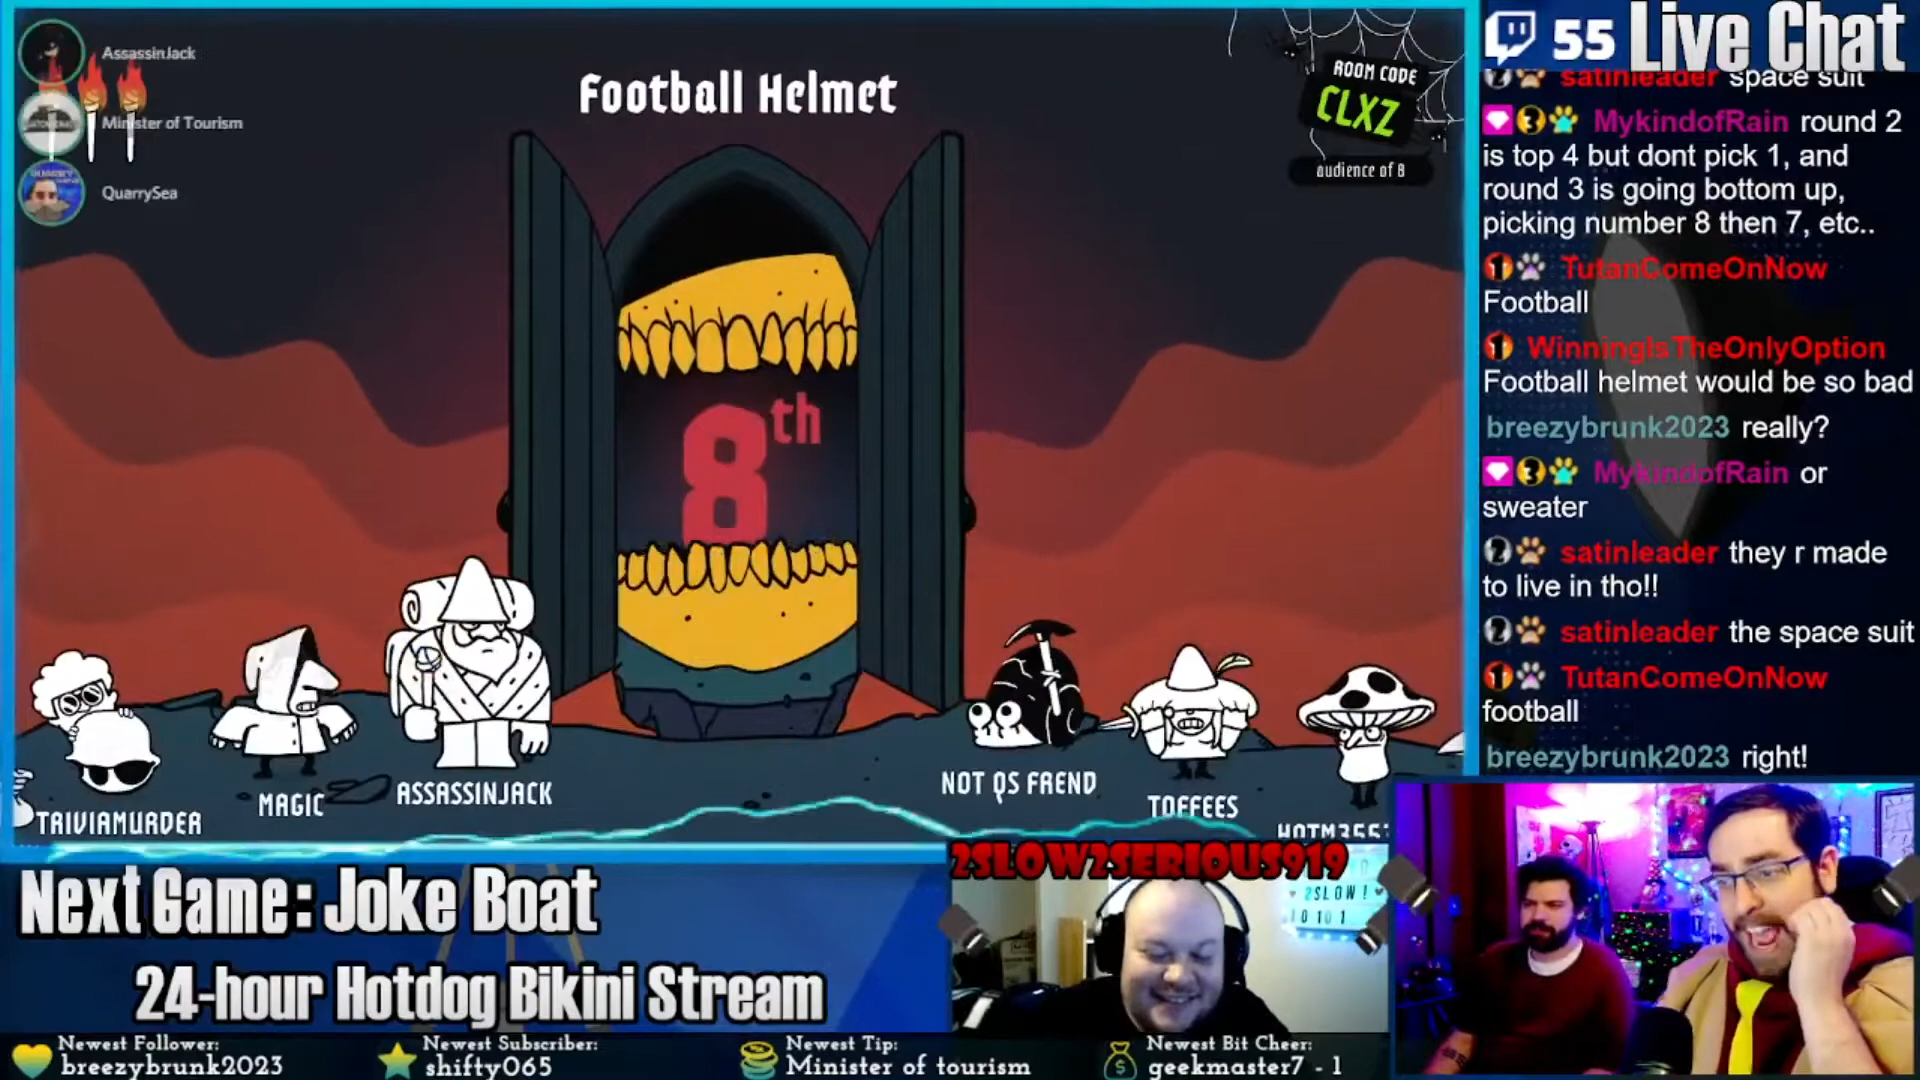 AssassinJack
Minister of Tourism
QuarrySea
Football Helmet
ROOM CODE
CLXZ
audience of 8
8th
TRIVIAMURDER
MAGIC
ASSASSINJACK
NOT QS FREND
TOFFEES
55 Live Chat
satinleader space suit
MykindofRain round 2
is top 4 but dont pick 1, and
round 3 is going bottom up,
picking number 8 then 7, etc..
TutanComeOnNow
Football
WinningIsTheOnlyOption
Football helmet would be so bad
breezybrunk2023 really?
MykindofRain or
sweater
satinleader they r made
to live in tho!!
satinleader the space suit
TutanComeOnNow
football
breezybrunk2023 right!
Next Game: Joke Boat
24-hour Hotdog Bikini Stream
2SLOW2SERIOUS919
2SLOW!
10101
Newest Follower:
breezybrunk2023
Newest Subscriber:
shifty065
Newest Tip:
Minister of tourism
Newest Bit Cheer:
geekmaster7 - 1